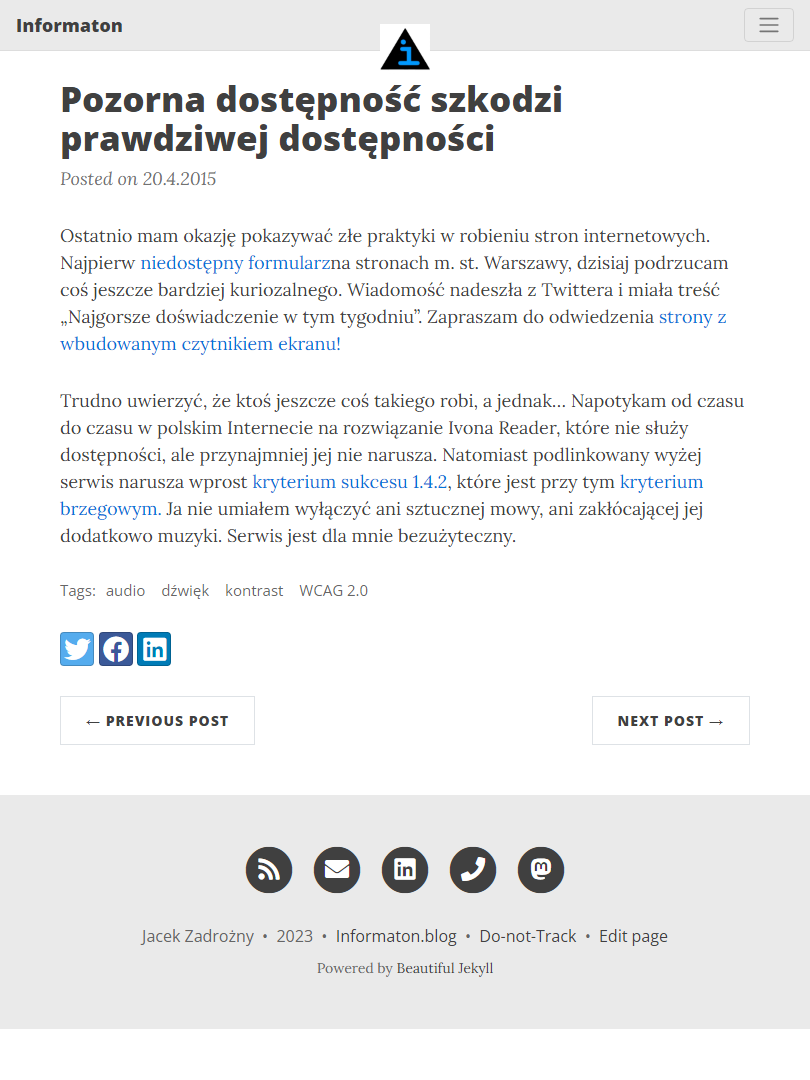 Informaton
i
Pozorna dostępność szkodzi
prawdziwej dostępności
Posted on 20.4.2015
Ostatnio mam okazję pokazywać złe praktyki w robieniu stron internetowych.
Najpierw niedostępny formularzna stronach m. st. Warszawy, dzisiaj podrzucam
coś jeszcze bardziej kuriozalnego. Wiadomość nadeszła z Twittera i miała treść
„Najgorsze doświadczenie w tym tygodniu”. Zapraszam do odwiedzenia strony z
wbudowanym czytnikiem ekranu!
Trudno uwierzyć, że ktoś jeszcze coś takiego robi, a jednak… Napotykam od czasu
do czasu w polskim Internecie na rozwiązanie Ivona Reader, które nie służy
dostępności, ale przynajmniej jej nie narusza. Natomiast podlinkowany wyżej
serwis narusza wprost kryterium sukcesu 1.4.2, które jest przy tym kryterium
brzegowym. Ja nie umiałem wyłączyć ani sztucznej mowy, ani zakłócającej jej
dodatkowo muzyki. Serwis jest dla mnie bezużyteczny.
Tags: audio dźwięk kontrast WCAG 2.0
← PREVIOUS POST
NEXT POST →
Jacek Zadrożny • 2023 • Informaton.blog • Do-not-Track • Edit page
Powered by Beautiful Jekyll